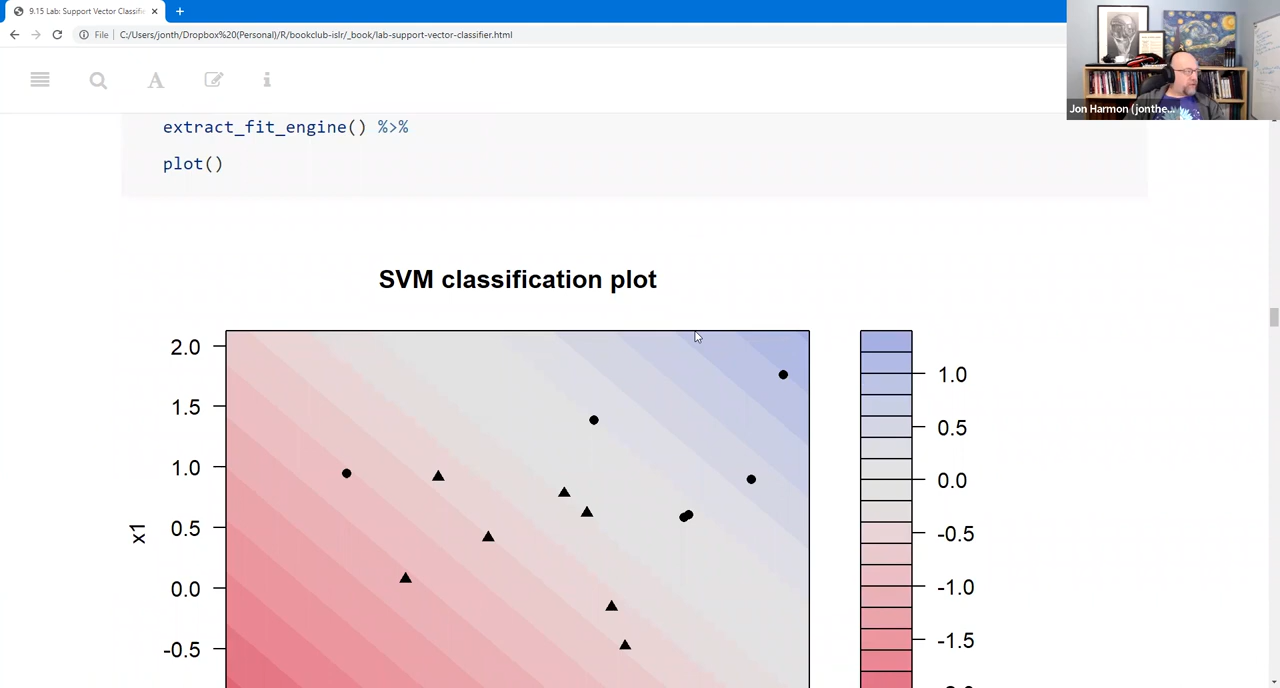 9.15 Lab: Support Vector Classifi
File
C:/Users/jonth/Dropbox%20(Personal)/R/bookclub-islr/_book/lab-support-vector-classifier.html
Jon Harmon (jonthe...
extract_fit_engine() %>%
plot()
SVM classification plot
2.0
1.5
1.0
0.5
0.0
-0.5
x1
1.0
0.5
0.0
-0.5
-1.0
-1.5